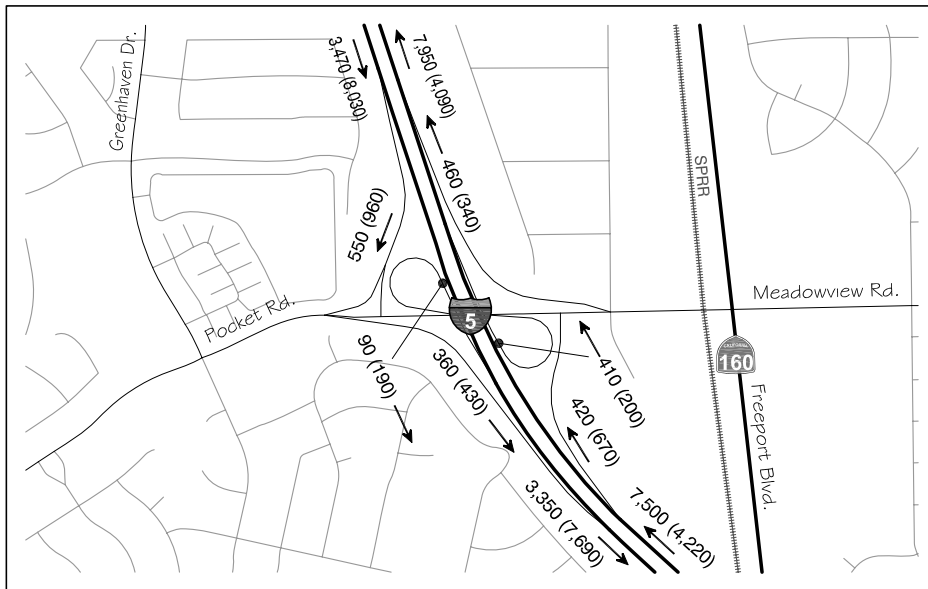 Greenhaven Dr.
3,470 (8,030)
7,950 (4,090)
460 (340)
SPRR
550 (960)
Pocket Rd.
Meadowview Rd.
5
CALIFORNIA
160
90
(190)
360
(430)
410
(200)
420
(670)
Freeport Blvd.
3,350 (7,690)
7,500 (4,220)